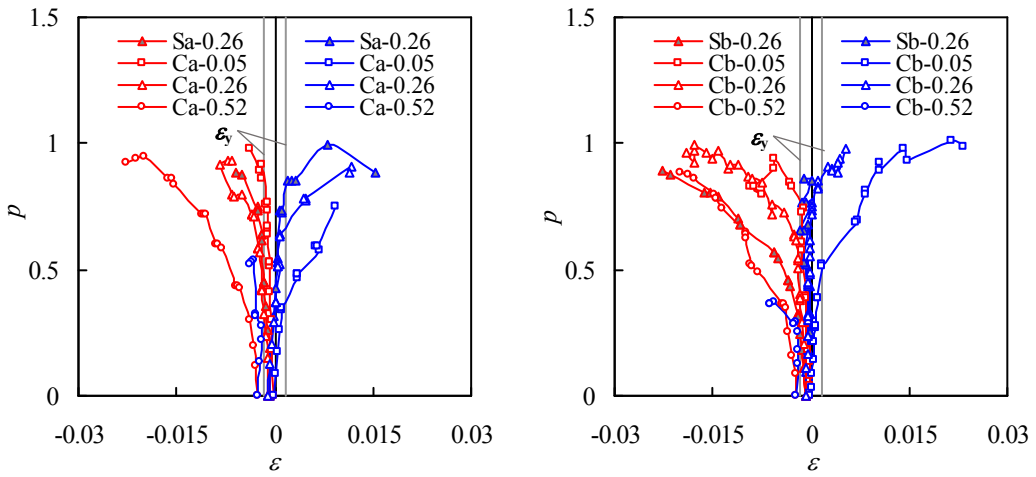 1.5
Sa-0.26 Sa-0.26
Ca-0.05 Ca-0.05
Ca-0.26 Ca-0.26
Ca-0.52 Ca-0.52
εy
1
p
0.5
0
-0.03 -0.015 0 0.015 0.03
ε
1.5
Sb-0.26 Sb-0.26
Cb-0.05 Cb-0.05
Cb-0.26 Cb-0.26
Cb-0.52 Cb-0.52
εy
1
p
0.5
0
-0.03 -0.015 0 0.015 0.03
ε